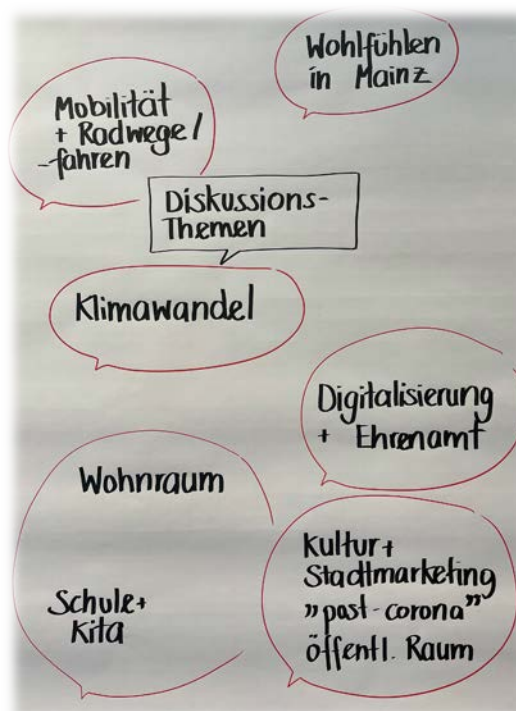 Wohlfühlen
in Mainz
Mobilität
+ Radwege/
-fahren
Diskussions-
Themen
Klimawandel
Digitalisierung
+ Ehrenamt
Wohnraum
Schule+
Kita
Kultur+
Stadtmarketing
"post-corona"
öffentl. Raum